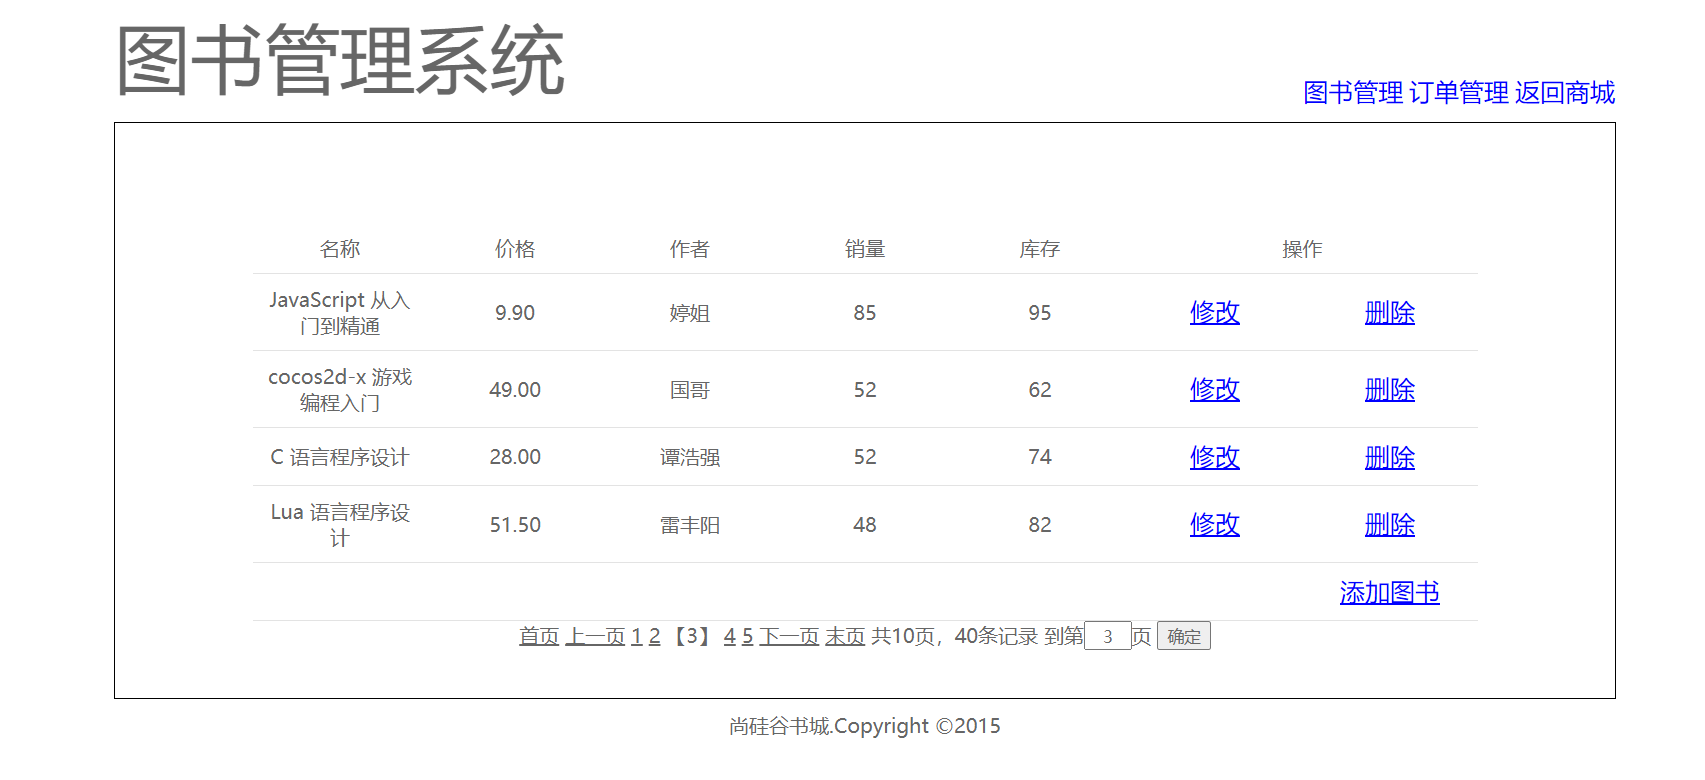 图书管理系统
图书管理 订单管理 返回商城
名称 价格 作者 销量 库存 操作
JavaScript 从入
门到精通 9.90 婷姐 85 95 修改 删除
cocos2d-x 游戏
编程入门 49.00 国哥 52 62 修改 删除
C 语言程序设计 28.00 谭浩强 52 74 修改 删除
Lua 语言程序设
计 51.50 雷丰阳 48 82 修改 删除
添加图书
首页 上一页 1 2 【3】 4 5 下一页 末页 共10页，40条记录 到第 3 页 确定
尚硅谷书城.Copyright ©2015